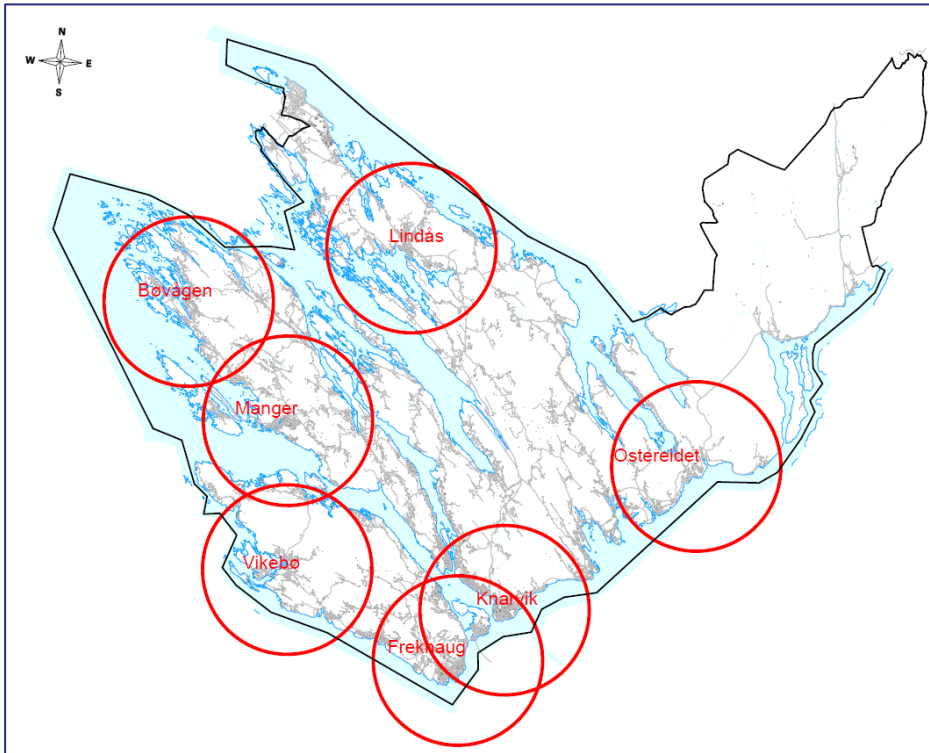 N
W E
S
Lindås
Bøvågen
Manger
Ostereidet
Vikebø
Knarvik
Frekhaug